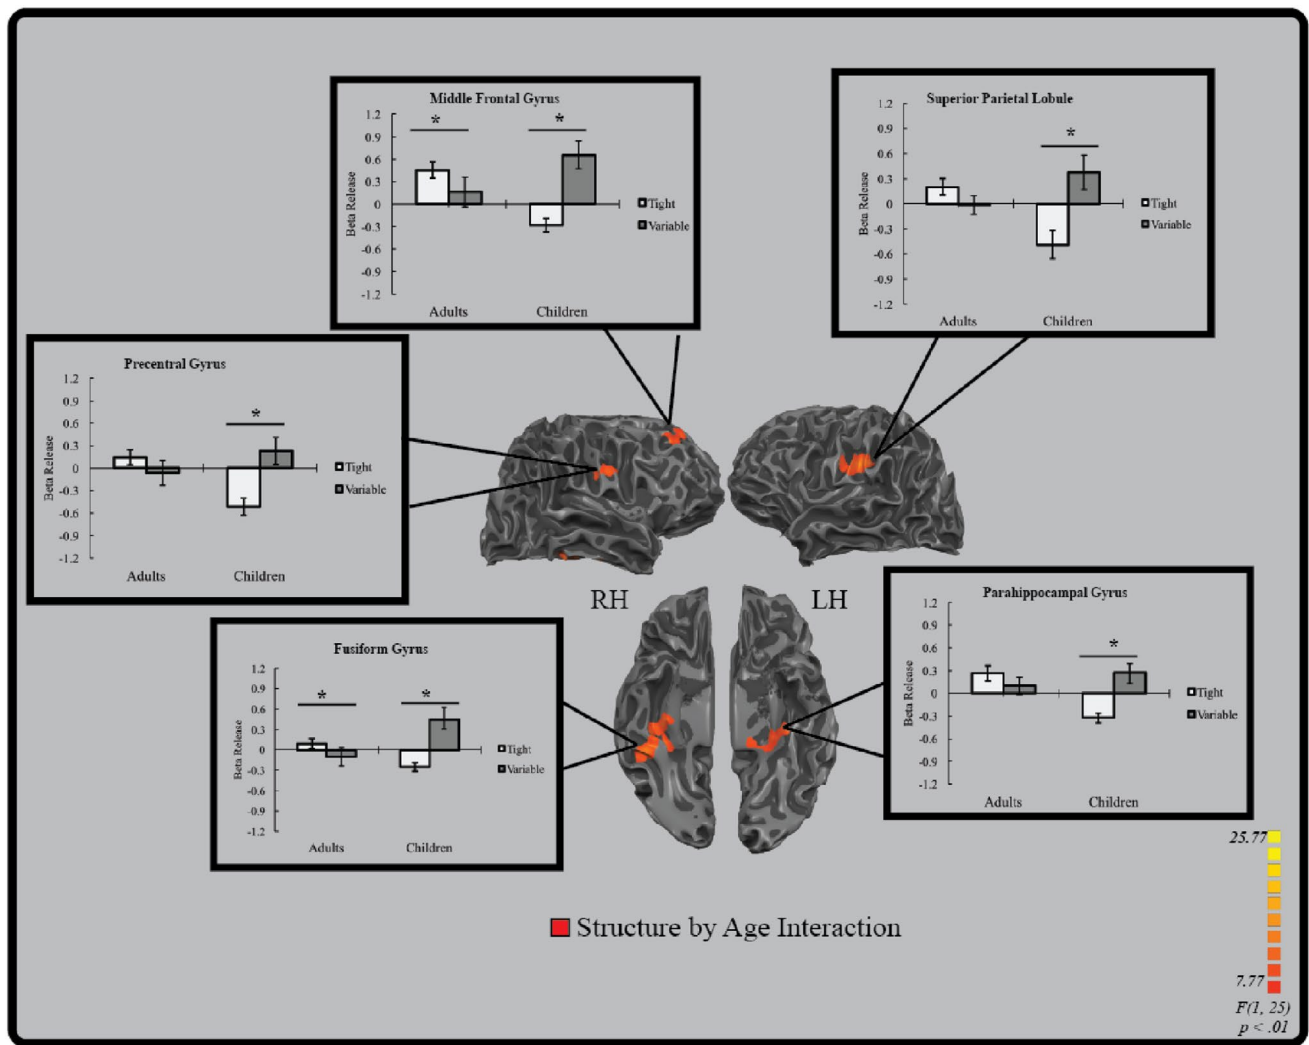 Middle Frontal Gyrus
*
*
1.2
0.9
0.6
0.3
0
-0.3
-0.6
-0.9
-1.2
Beta Release
Tight
Variable
Adults
Children
Superior Parietal Lobule
*
1.2
0.9
0.6
0.3
0
-0.3
-0.6
-0.9
-1.2
Beta Release
Tight
Variable
Adults
Children
Precentral Gyrus
*
1.2
0.9
0.6
0.3
0
-0.3
-0.6
-0.9
-1.2
Beta Release
Tight
Variable
Adults
Children
RH
LH
Fusiform Gyrus
*
*
1.2
0.9
0.6
0.3
0
-0.3
-0.6
-0.9
-1.2
Beta Release
Tight
Variable
Adults
Children
Parahippocampal Gyrus
*
1.2
0.9
0.6
0.3
0
-0.3
-0.6
-0.9
-1.2
Beta Release
Tight
Variable
Adults
Children
Structure by Age Interaction
25.77
7.77
F(1, 25)
p < .01